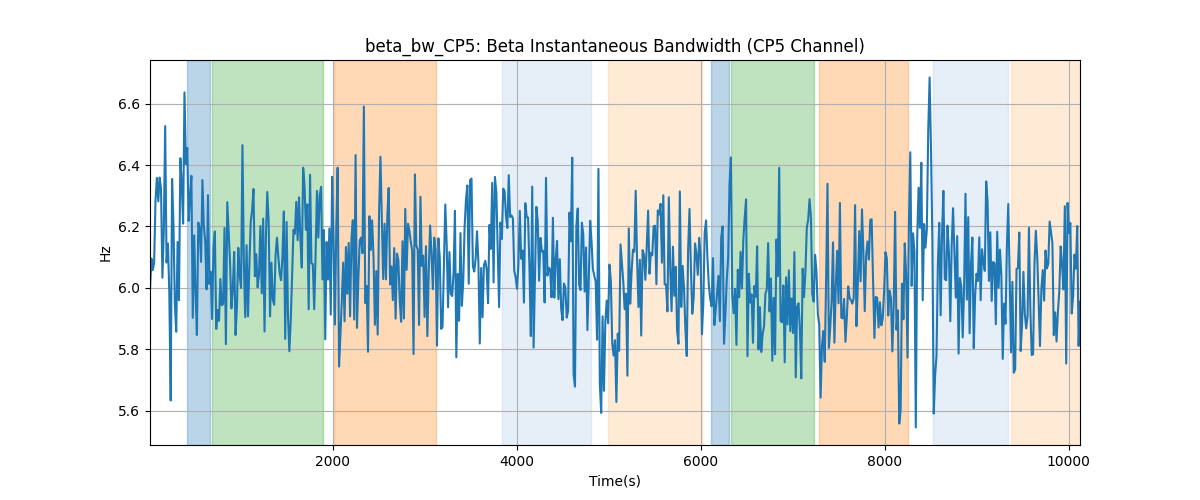 beta_bw_CP5: Beta Instantaneous Bandwidth (CP5 Channel)
6.6
6.4
6.2
6.0
5.8
5.6
Hz
2000 4000 6000 8000 10000
Time(s)